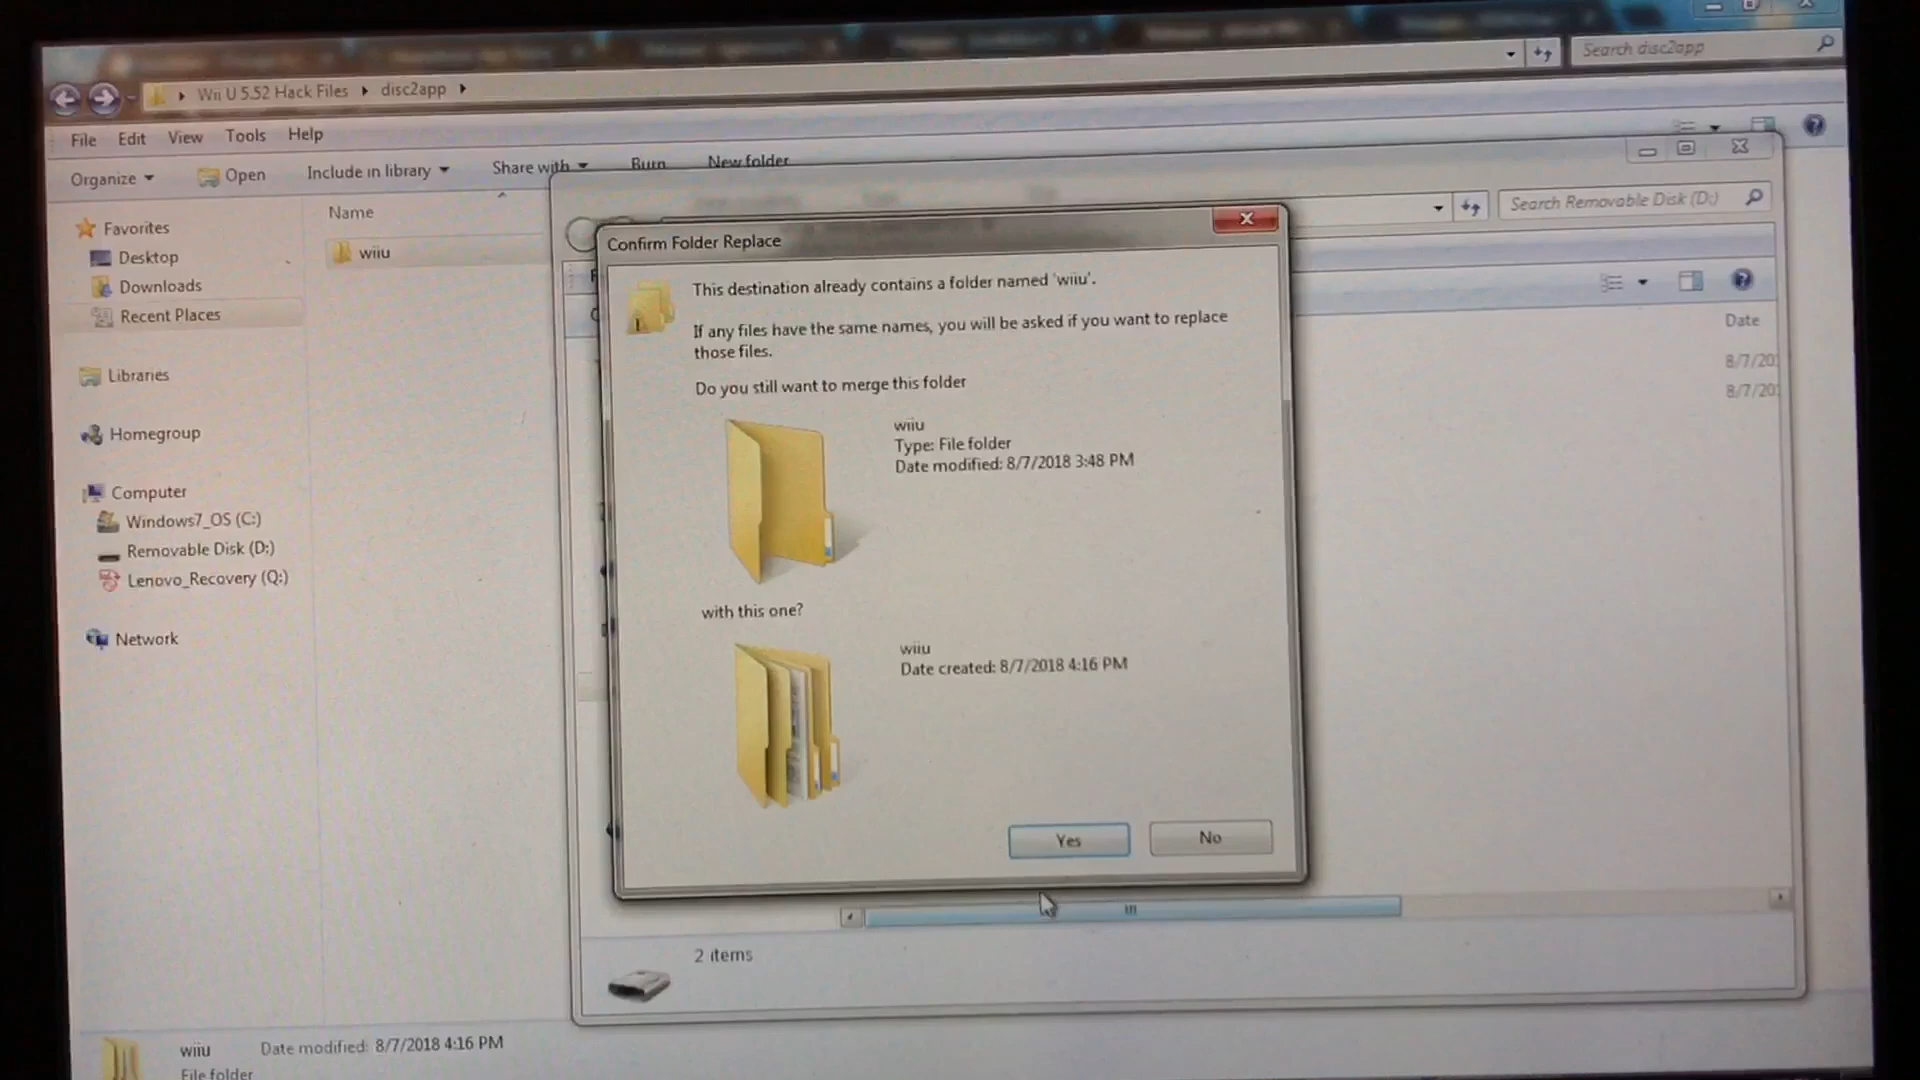 Search disc2app
Wii U 5.52 Hack Files
disc2app
File
Edit
View
Tools
Help
Organize
Open
Include in library
Share with
Burn
New folder
Search Removable Disk (D:)
Favorites
Desktop
Downloads
Recent Places
Libraries
Homegroup
Computer
Windows7_OS (C:)
Removable Disk (D:)
Lenovo_Recovery (Q:)
Network
Name
wiiu
Date
8/7/20
8/7/20
Confirm Folder Replace
This destination already contains a folder named 'wiiu'.
If any files have the same names, you will be asked if you want to replace
those files.
Do you still want to merge this folder
wiiu
Type: File folder
Date modified: 8/7/2018 3:48 PM
with this one?
wiiu
Date created: 8/7/2018 4:16 PM
Yes
No
2 items
wiiu
Date modified: 8/7/2018 4:16 PM
File folder